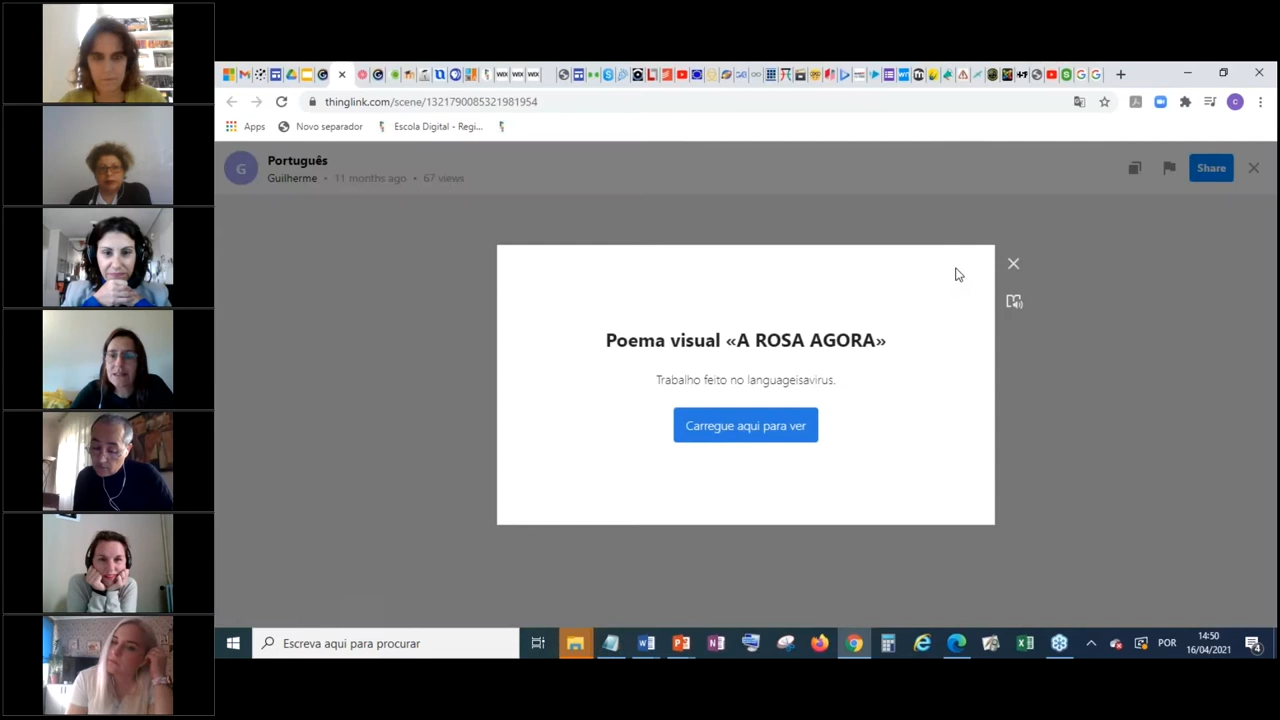 thinglink.com/scene/1321790085321981954
Apps
Novo separador
Escola Digital - Regi...
G
Português
Guilherme • 11 months ago • 67 views
Share
Poema visual «A ROSA AGORA»
Trabalho feito no languageisavirus.
Carregue aqui para ver
Escreva aqui para procurar
POR
14:50
16/04/2021
4